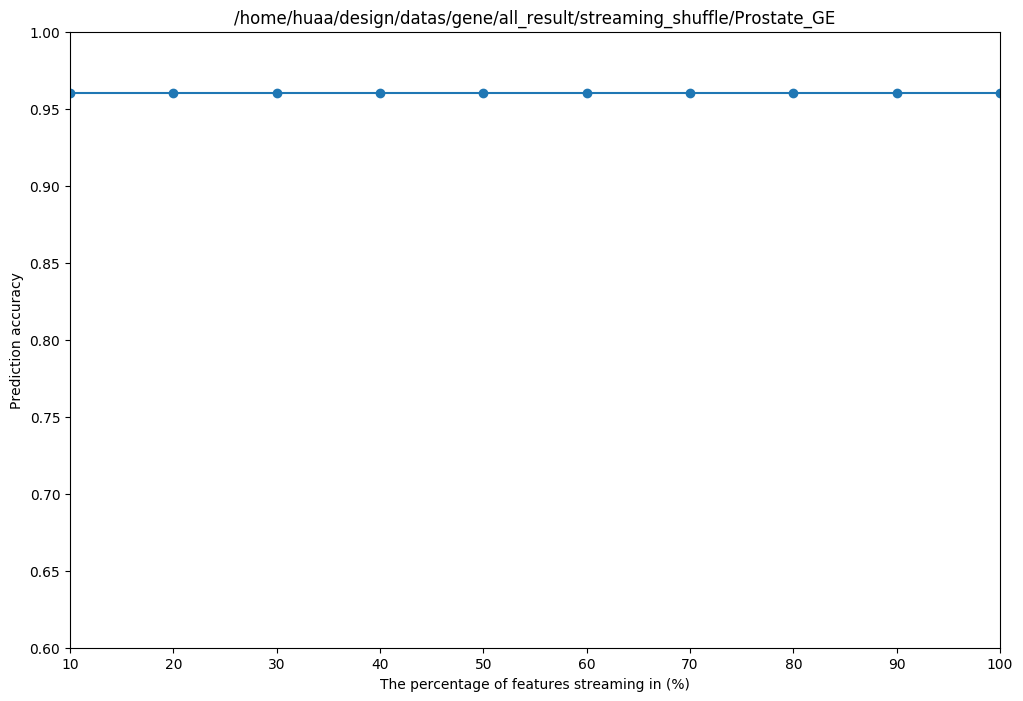 /home/huaa/design/datas/gene/all_result/streaming_shuffle/Prostate_GE
1.00
0.95
0.90
0.85
0.80
0.75
0.70
0.65
0.60
Prediction accuracy
10 20 30 40 50 60 70 80 90 100
The percentage of features streaming in (%)